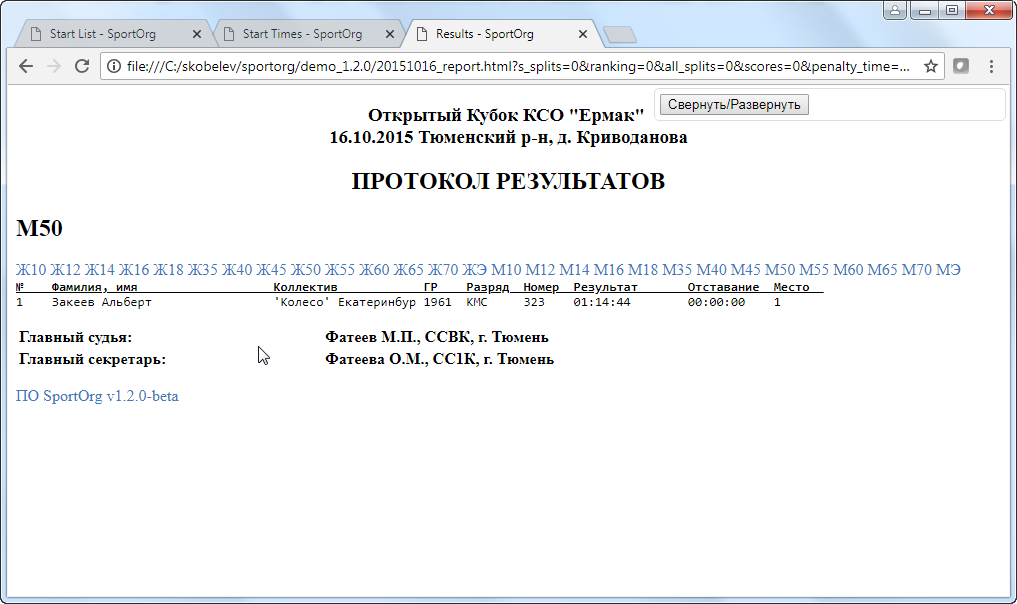 Start List - SportOrg
Start Times - SportOrg
Results - SportOrg
file:///C:/skobelev/sportorg/demo_1.2.0/20151016_report.html?s_splits=0&ranking=0&all_splits=0&scores=0&penalty_time=...
Свернуть/Развернуть
Открытый Кубок КСО "Ермак"
16.10.2015 Тюменский р-н, д. Криводанова
ПРОТОКОЛ РЕЗУЛЬТАТОВ
М50
Ж10 Ж12 Ж14 Ж16 Ж18 Ж35 Ж40 Ж45 Ж50 Ж55 Ж60 Ж65 Ж70 ЖЭ М10 М12 М14 М16 М18 М35 М40 М45 М50 М55 М60 М65 М70 МЭ
№ Фамилия, имя Коллектив ГР Разряд Номер Результат Отставание Место
1 Закеев Альберт 'Колесо' Екатеринбур 1961 КМС 323 01:14:44 00:00:00 1
Главный судья: Фатеев М.П., ССВК, г. Тюмень
Главный секретарь: Фатеева О.М., СС1К, г. Тюмень
ПО SportOrg v1.2.0-beta